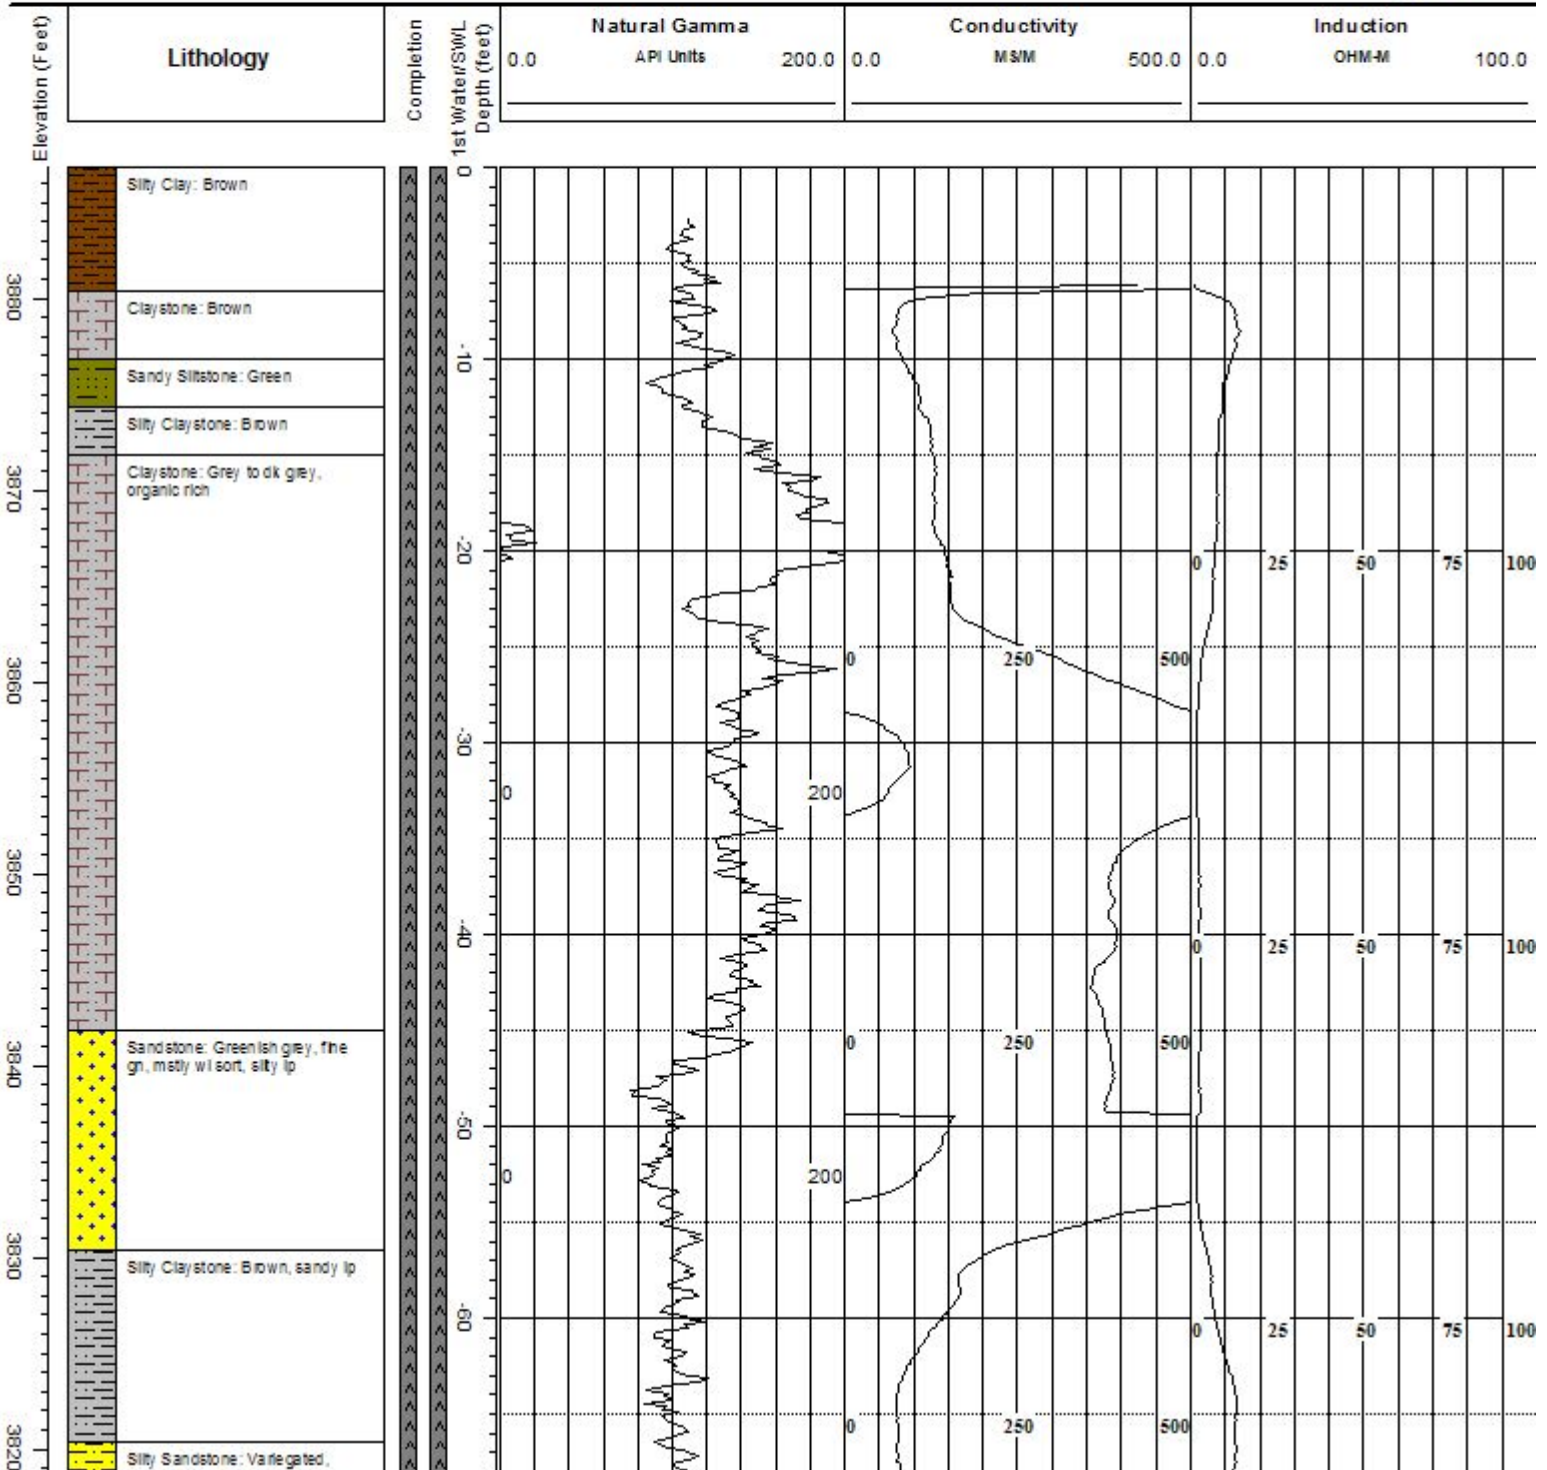 Elevation (Feet)
Lithology
Completion
1st Water/SWL
Depth (feet)
Natural Gamma
API Units
0.0
200.0
Conductivity
MS/M
0.0
500.0
Induction
OHM-M
0.0
100.0
Silty Clay: Brown
Claystone: Brown
Sandy Siltstone: Green
Silty Claystone: Brown
Claystone: Grey to dk grey,
organic rich
Sandstone: Greenish grey, fine
gn, mstly wl sort, silty ip
Silty Claystone: Brown, sandy ip
Silty Sandstone: Variegated,
3880
3870
3860
3850
3840
3830
3820
0
-10
-20
-30
-40
-50
-60
0 25 50 75 100
0 250 500
0 200
0 25 50 75 100
0 250 500
0 200
0 25 50 75 100
0 250 500